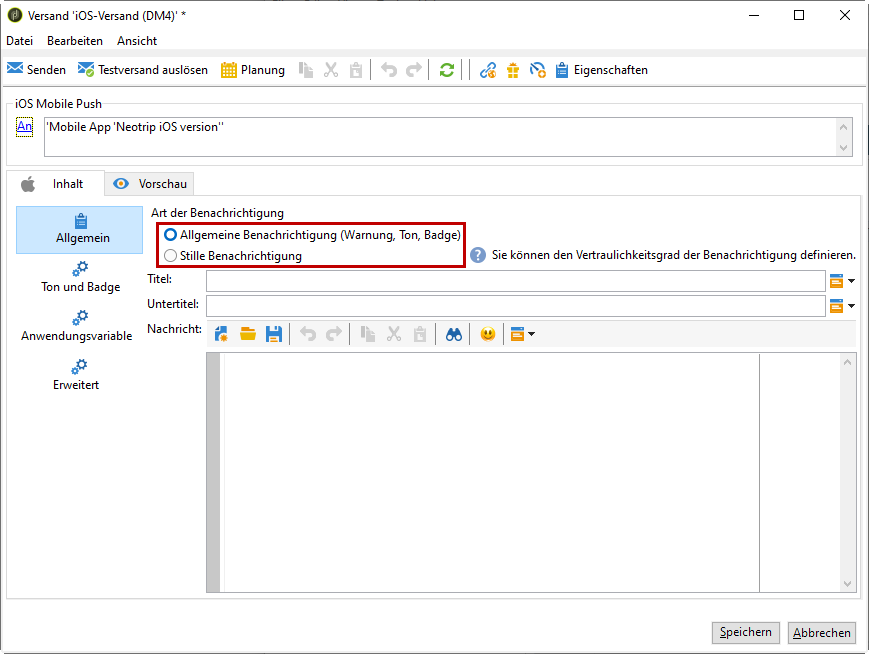 Versand 'iOS-Versand (DM4)' *
Datei Bearbeiten Ansicht
Senden Testversand auslösen Planung Eigenschaften
iOS Mobile Push
An
'Mobile App 'Neotrip iOS version''
Inhalt Vorschau
Art der Benachrichtigung
Allgemein
Allgemeine Benachrichtigung (Warnung, Ton, Badge)
Stille Benachrichtigung
? Sie können den Vertraulichkeitsgrad der Benachrichtigung definieren.
Ton und Badge
Titel:
Untertitel:
Nachricht:
Anwendungsvariable
Erweitert
Speichern Abbrechen